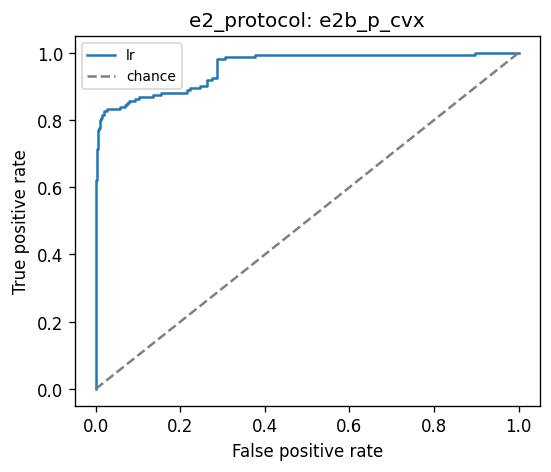 e2_protocol: e2b_p_cvx
lr
chance
1.0
0.8
0.6
0.4
0.2
0.0
True positive rate
0.0 0.2 0.4 0.6 0.8 1.0
False positive rate